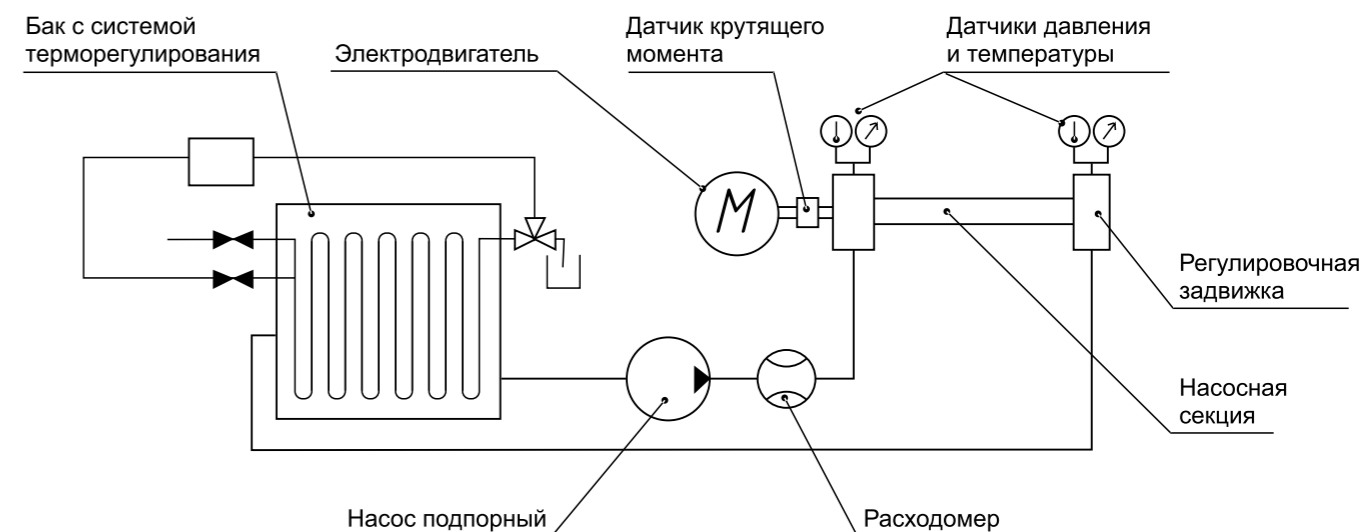 Бак с системой
терморегулирования
Электродвигатель
Датчик крутящего
момента
Датчики давления
и температуры
M
Регулировочная
задвижка
Насосная
секция
Насос подпорный
Расходомер